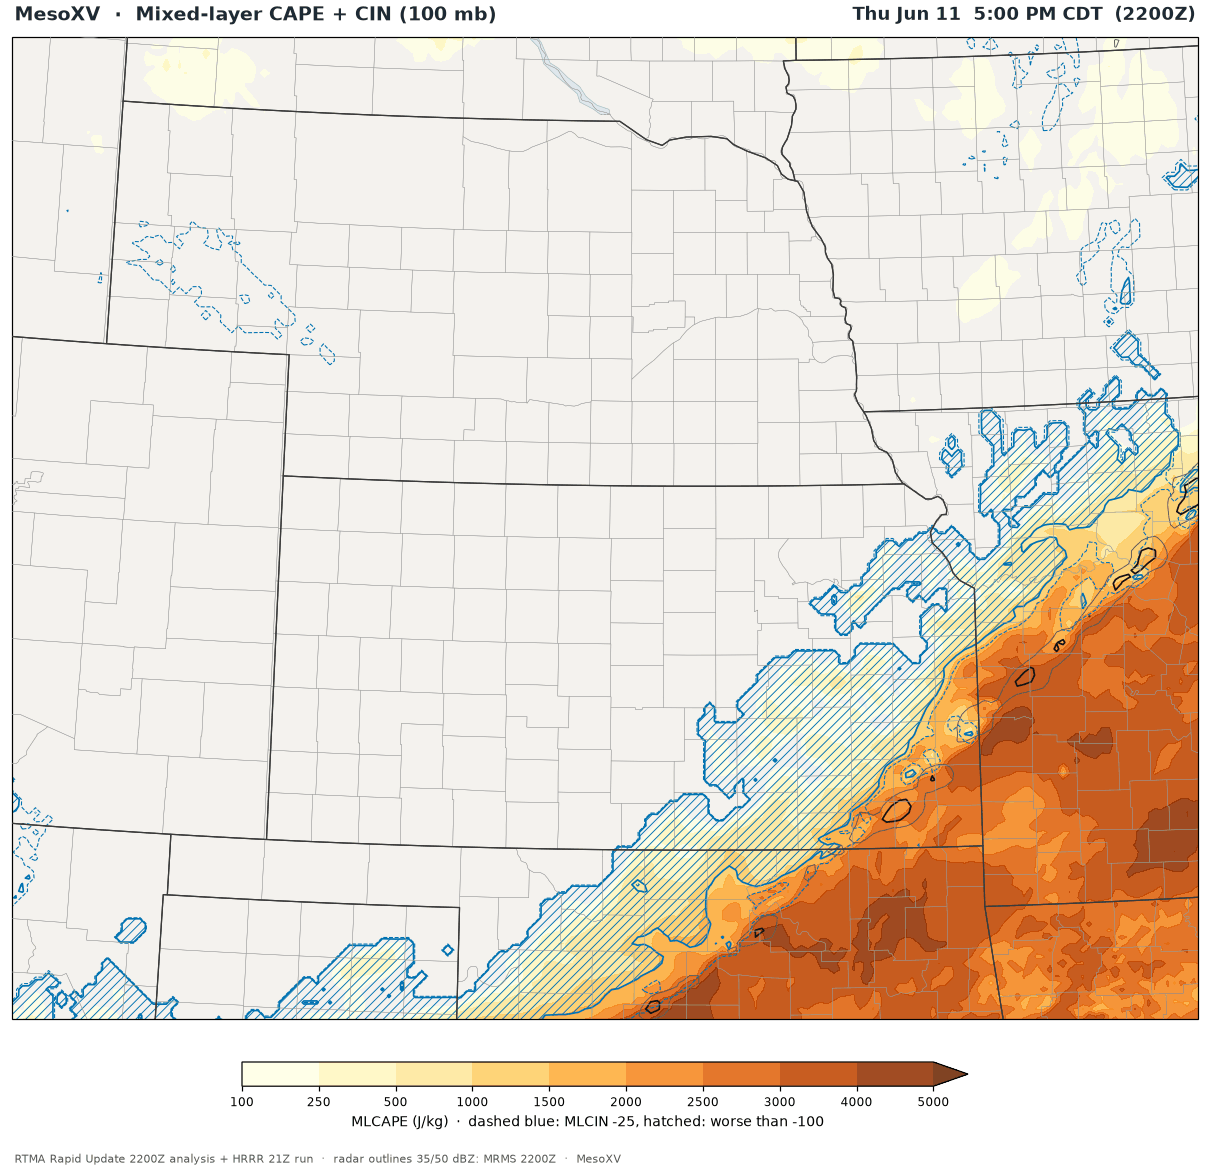 MesoXV  ·  Mixed-layer CAPE + CIN (100 mb)
Thu Jun 11  5:00 PM CDT  (2200Z)
100 250 500 1000 1500 2000 2500 3000 4000 5000
MLCAPE (J/kg)  ·  dashed blue: MLCIN -25, hatched: worse than -100
RTMA Rapid Update 2200Z analysis + HRRR 21Z run  ·  radar outlines 35/50 dBZ: MRMS 2200Z  ·  MesoXV